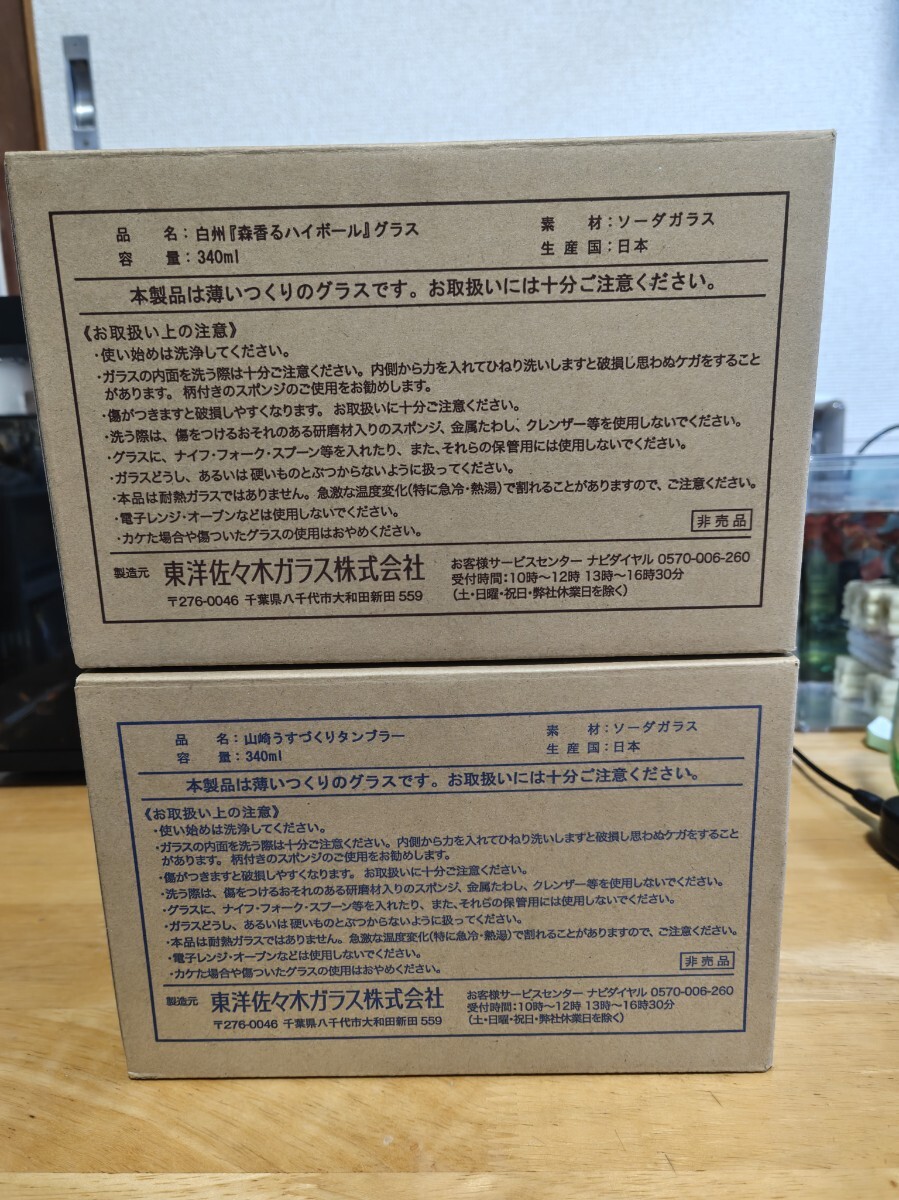 品　　名：白州『森香るハイボール』グラス　　素　　材：ソーダガラス
容　　量：340ml　　生 産 国：日本
本製品は薄いつくりのグラスです。お取扱いには十分ご注意ください。
《お取扱い上の注意》
・使い始めは洗浄してください。
・ガラスの内面を洗う際は十分ご注意ください。内側から力を入れてひねり洗いしますと破損し思わぬケガをすること
があります。 柄付きのスポンジのご使用をお勧めします。
・傷がつきますと破損しやすくなります。 お取扱いに十分ご注意ください。
・洗う際は、傷をつけるおそれのある研磨材入りのスポンジ、金属たわし、クレンザー等を使用しないでください。
・グラスに、ナイフ・フォーク・スプーン等を入れたり、また、それらの保管用には使用しないでください。
・ガラスどうし、あるいは 硬いものとぶつからないように扱ってください。
・本品は耐熱ガラスではありません。急激な温度変化(特に急冷・熱湯)で割れることがありますので、ご注意ください。
・電子レンジ・オーブンなどは使用しないでください。
・カケた場合や傷ついたグラスの使用はおやめください。
非売品
製造元 東洋佐々木ガラス株式会社
〒276-0046 千葉県八千代市大和田新田 559
お客様サービスセンター ナビダイヤル 0570-006-260
受付時間：10時〜12時 13時〜16時30分
(土・日曜・祝日・弊社休業日を除く)
品　　名：山崎うすづくりタンブラー　　素　　材：ソーダガラス
容　　量：340ml　　生 産 国：日本
本製品は薄いつくりのグラスです。お取扱いには十分ご注意ください。
《お取扱い上の注意》
・使い始めは洗浄してください。
・ガラスの内面を洗う際は十分ご注意ください。内側から力を入れてひねり洗いしますと破損し思わぬケガをすること
があります。 柄付きのスポンジのご使用をお勧めします。
・傷がつきますと破損しやすくなります。 お取扱いに十分ご注意ください。
・洗う際は、傷をつけるおそれのある研磨材入りのスポンジ、金属たわし、クレンザー等を使用しないでください。
・グラスに、ナイフ・フォーク・スプーン等を入れたり、また、それらの保管用には使用しないでください。
・ガラスどうし、あるいは 硬いものとぶつからないように扱ってください。
・本品は耐熱ガラスではありません。急激な温度変化(特に急冷・熱湯)で割れることがありますので、ご注意ください。
・電子レンジ・オーブンなどは使用しないでください。
・カケた場合や傷ついたグラスの使用はおやめください。
非売品
製造元 東洋佐々木ガラス株式会社
〒276-0046 千葉県八千代市大和田新田 559
お客様サービスセンター ナビダイヤル 0570-006-260
受付時間：10時〜12時 13時〜16時30分
(土・日曜・祝日・弊社休業日を除く)